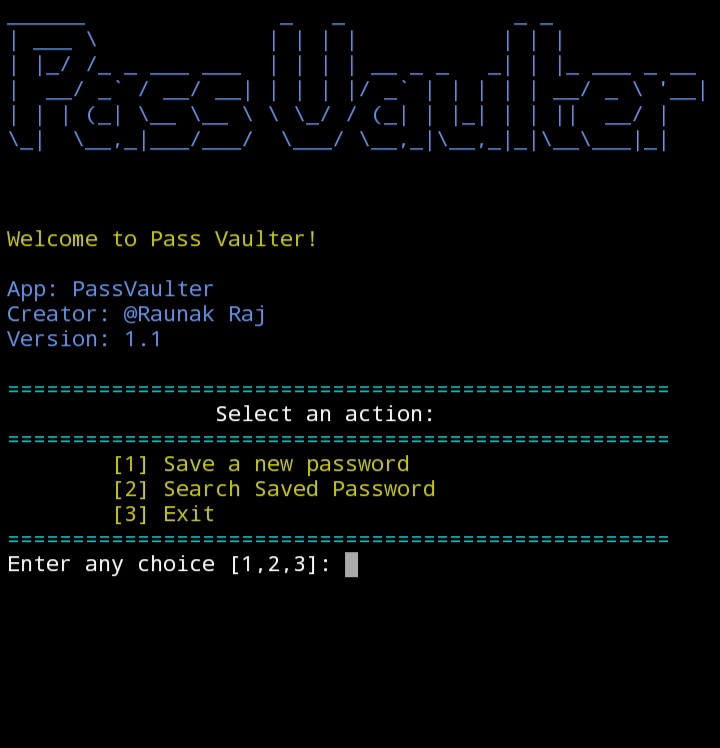 Pass Vaulter
Welcome to Pass Vaulter!
App: PassVaulter
Creator: @Raunak Raj
Version: 1.1
==================================================
Select an action:
==================================================
[1] Save a new password
[2] Search Saved Password
[3] Exit
==================================================
Enter any choice [1,2,3]: